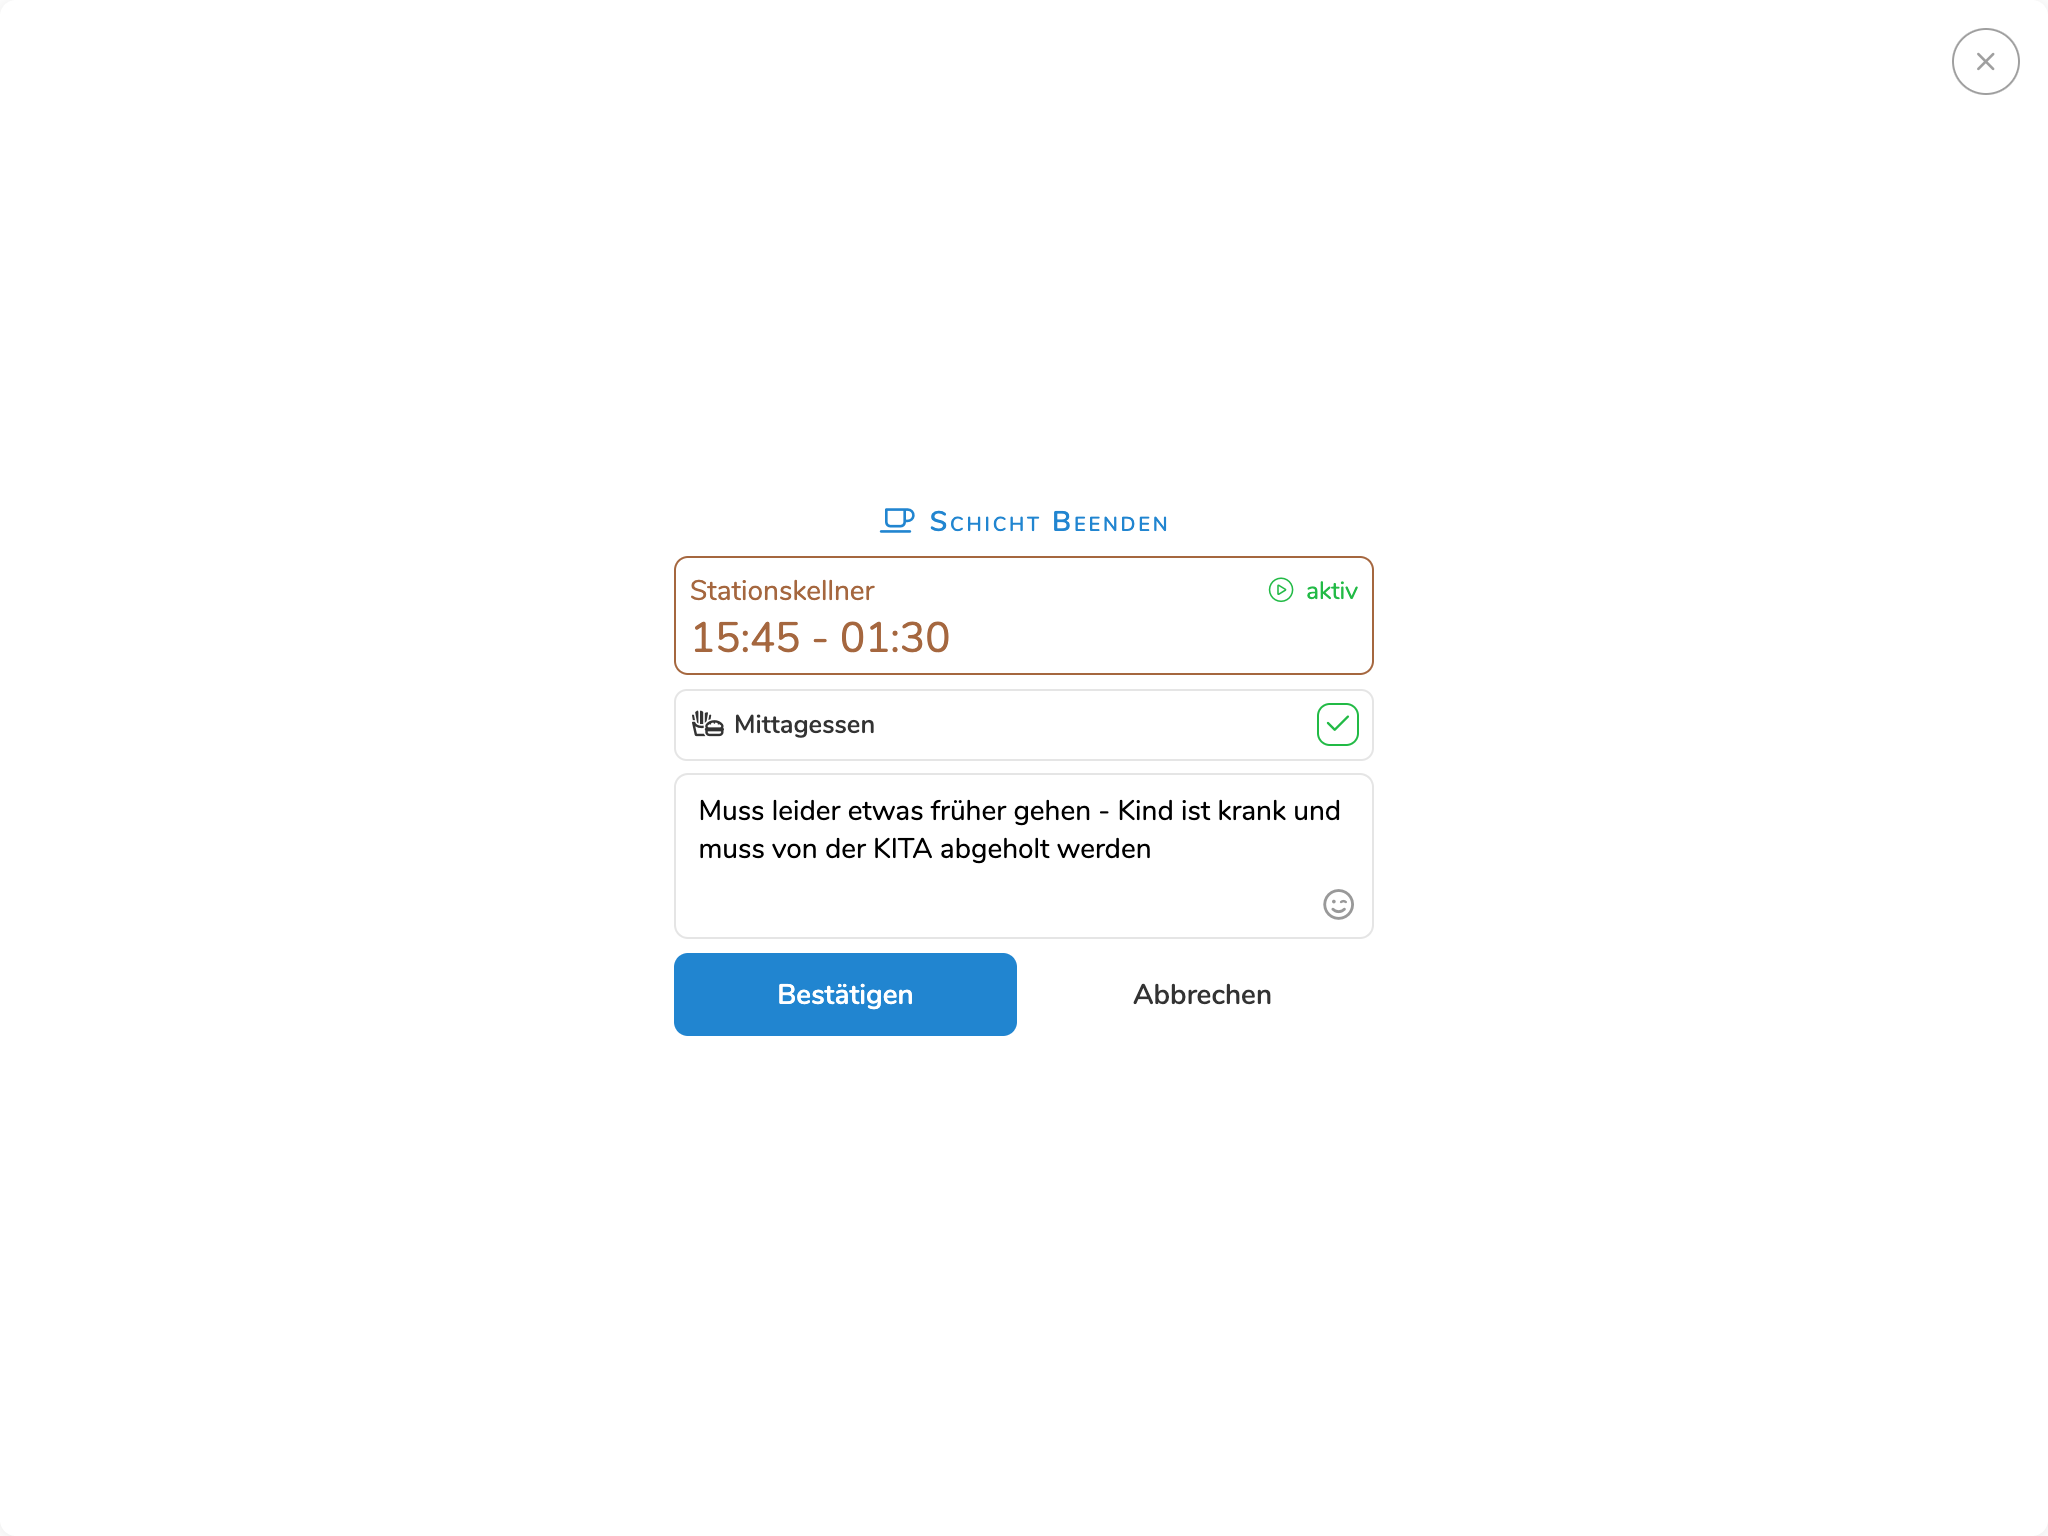 Schicht Beenden
Stationskellner
aktiv
15:45 - 01:30
Mittagessen
Muss leider etwas früher gehen - Kind ist krank und
muss von der KITA abgeholt werden
Bestätigen
Abbrechen